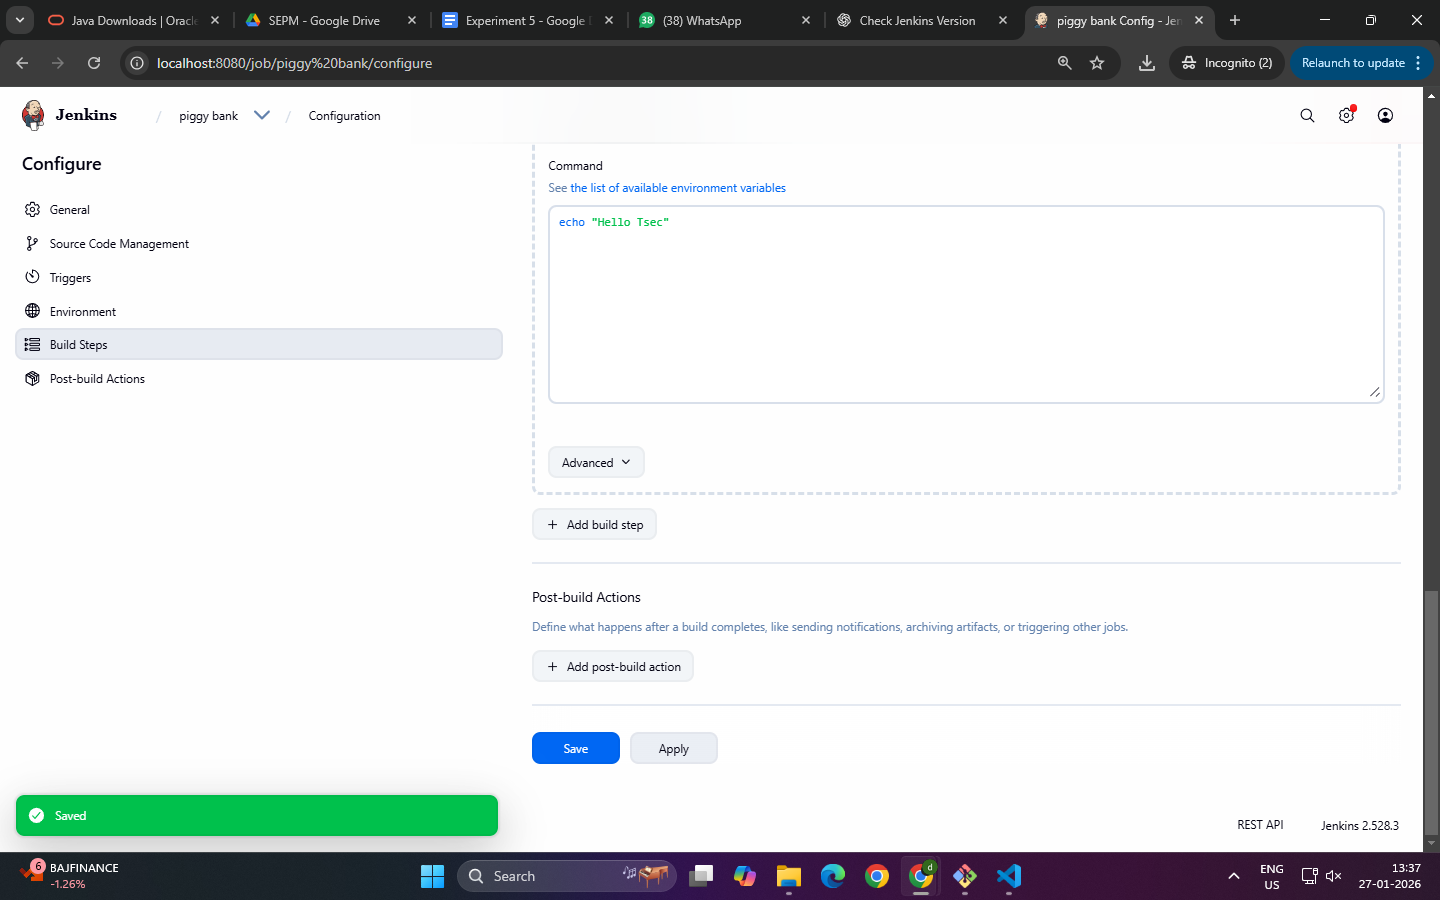 Java Downloads | Oracle
SEPM - Google Drive
Experiment 5 - Google
38 (38) WhatsApp
Check Jenkins Version
piggy bank Config - Jen
localhost:8080/job/piggy%20bank/configure
Incognito (2)
Relaunch to update
Jenkins / piggy bank / Configuration
Configure
General
Source Code Management
Triggers
Environment
Build Steps
Post-build Actions
Command
See the list of available environment variables
echo "Hello Tsec"
Advanced
+ Add build step
Post-build Actions
Define what happens after a build completes, like sending notifications, archiving artifacts, or triggering other jobs.
+ Add post-build action
Save
Apply
Saved
REST API
Jenkins 2.528.3
6
BAJFINANCE
-1.26%
Search
d
ENG
US
13:37
27-01-2026